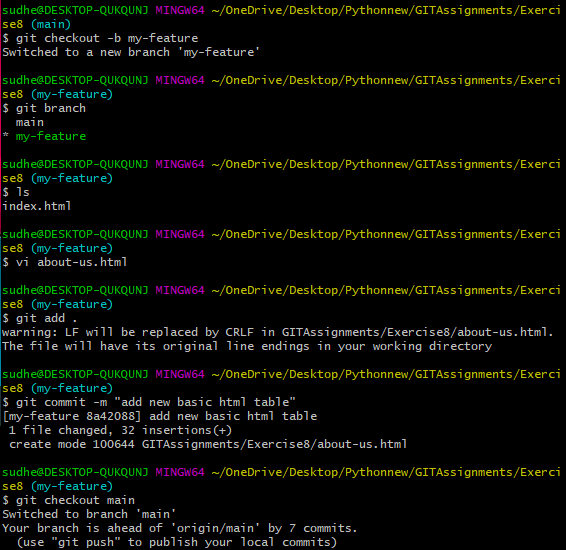 sudhe@DESKTOP-QUKQUNJ MINGW64 ~/OneDrive/Desktop/Pythonnew/GITAssignments/Exerci
se8 (main)
$ git checkout -b my-feature
Switched to a new branch 'my-feature'
sudhe@DESKTOP-QUKQUNJ MINGW64 ~/OneDrive/Desktop/Pythonnew/GITAssignments/Exerci
se8 (my-feature)
$ git branch
  main
* my-feature
sudhe@DESKTOP-QUKQUNJ MINGW64 ~/OneDrive/Desktop/Pythonnew/GITAssignments/Exerci
se8 (my-feature)
$ ls
index.html
sudhe@DESKTOP-QUKQUNJ MINGW64 ~/OneDrive/Desktop/Pythonnew/GITAssignments/Exerci
se8 (my-feature)
$ vi about-us.html
sudhe@DESKTOP-QUKQUNJ MINGW64 ~/OneDrive/Desktop/Pythonnew/GITAssignments/Exerci
se8 (my-feature)
$ git add .
warning: LF will be replaced by CRLF in GITAssignments/Exercise8/about-us.html.
The file will have its original line endings in your working directory
sudhe@DESKTOP-QUKQUNJ MINGW64 ~/OneDrive/Desktop/Pythonnew/GITAssignments/Exerci
se8 (my-feature)
$ git commit -m "add new basic html table"
[my-feature 8a42088] add new basic html table
 1 file changed, 32 insertions(+)
 create mode 100644 GITAssignments/Exercise8/about-us.html
sudhe@DESKTOP-QUKQUNJ MINGW64 ~/OneDrive/Desktop/Pythonnew/GITAssignments/Exerci
se8 (my-feature)
$ git checkout main
Switched to branch 'main'
Your branch is ahead of 'origin/main' by 7 commits.
  (use "git push" to publish your local commits)